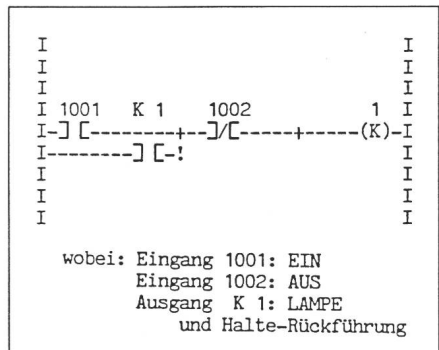 I I
I I
I I
I 1001 K 1 1002 1 I
I-] [---------+--]/[-----+-----(K)-I
I---------] [-! I
I I
I I
I I
wobei: Eingang 1001: EIN
Eingang 1002: AUS
Ausgang K 1: LAMPE
und Halte-Rückführung